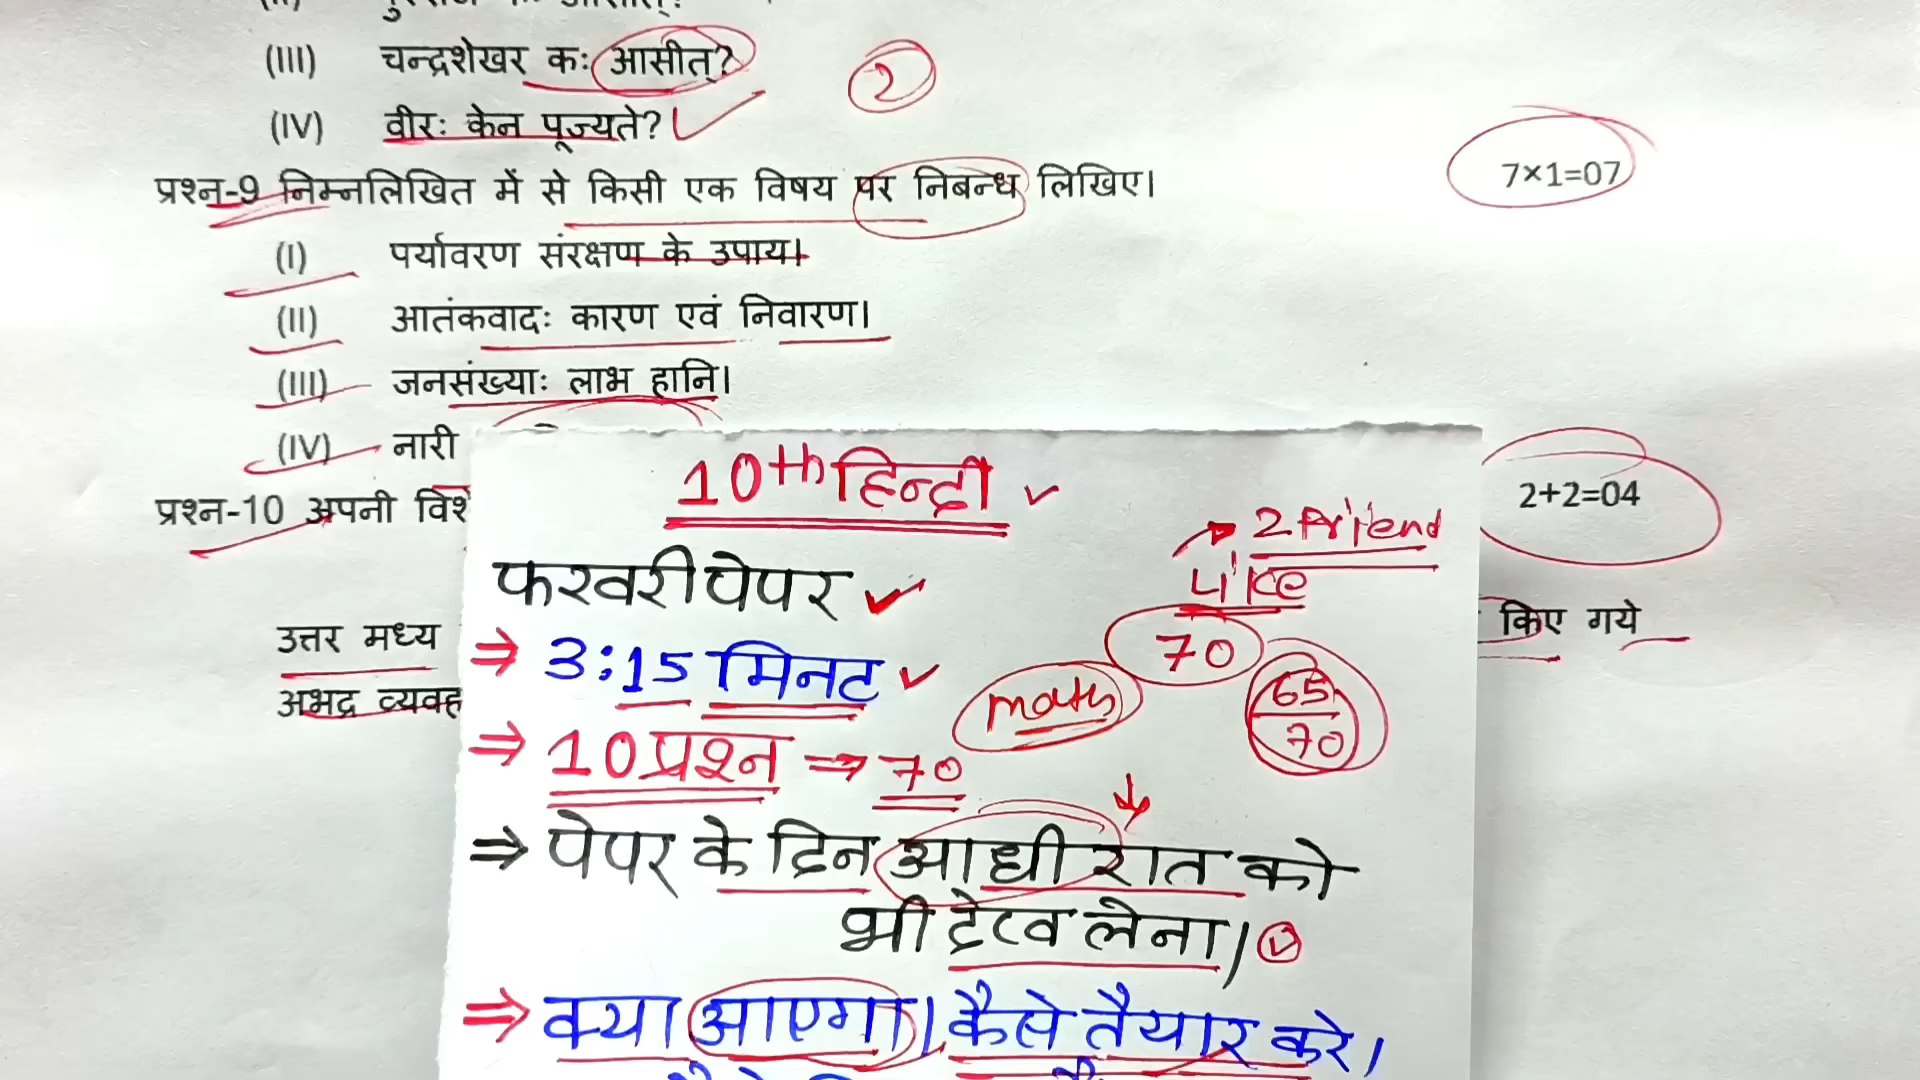 (III) चन्द्रशेखर कः आसीत्? 2
(IV) वीरः केन पूज्यते?
प्रश्न-9 निम्नलिखित में से किसी एक विषय पर निबन्ध लिखिए। 7×1=07
(I) पर्यावरण संरक्षण के उपाय।
(II) आतंकवादः कारण एवं निवारण।
(III) जनसंख्याः लाभ हानि।
(IV) नारी
प्रश्न-10 अपनी 2+2=04
उत्तर मध्य किए गये
अभद्र
10th हिन्दी
2 Friend
Like
फरवरी पेपर
70
3:15 मिनट
math
65/70
10 प्रश्न ⇒ 70
⇒ पेपर के दिन आधी रात को
भी देख लेना।
⇒ क्या आएगा। कैसे तैयार करे।